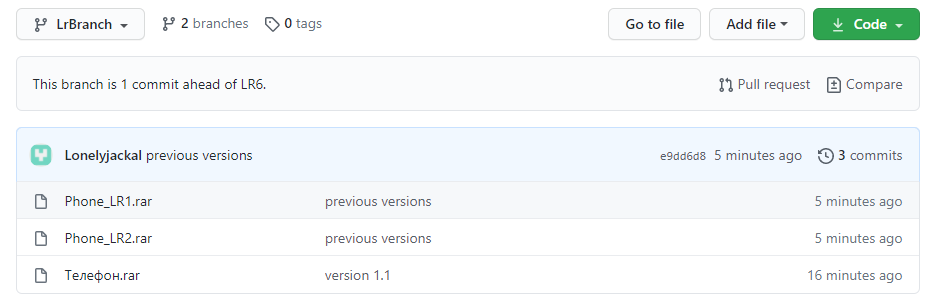 LrBranch 2 branches 0 tags Go to file Add file Code
This branch is 1 commit ahead of LR6. Pull request Compare
Lonelyjackal previous versions e9dd6d8 5 minutes ago 3 commits
Phone_LR1.rar previous versions 5 minutes ago
Phone_LR2.rar previous versions 5 minutes ago
Телефон.rar version 1.1 16 minutes ago